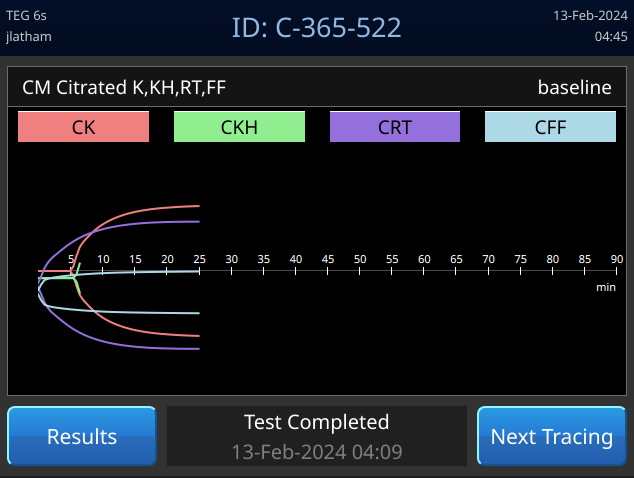 TEG 6s
jlatham
ID: C-365-522
13-Feb-2024
04:45
CM Citrated K,KH,RT,FF
baseline
CK
CKH
CRT
CFF
5 10 15 20 25 30 35 40 45 50 55 60 65 70 75 80 85 90
min
Results
Test Completed
13-Feb-2024 04:09
Next Tracing